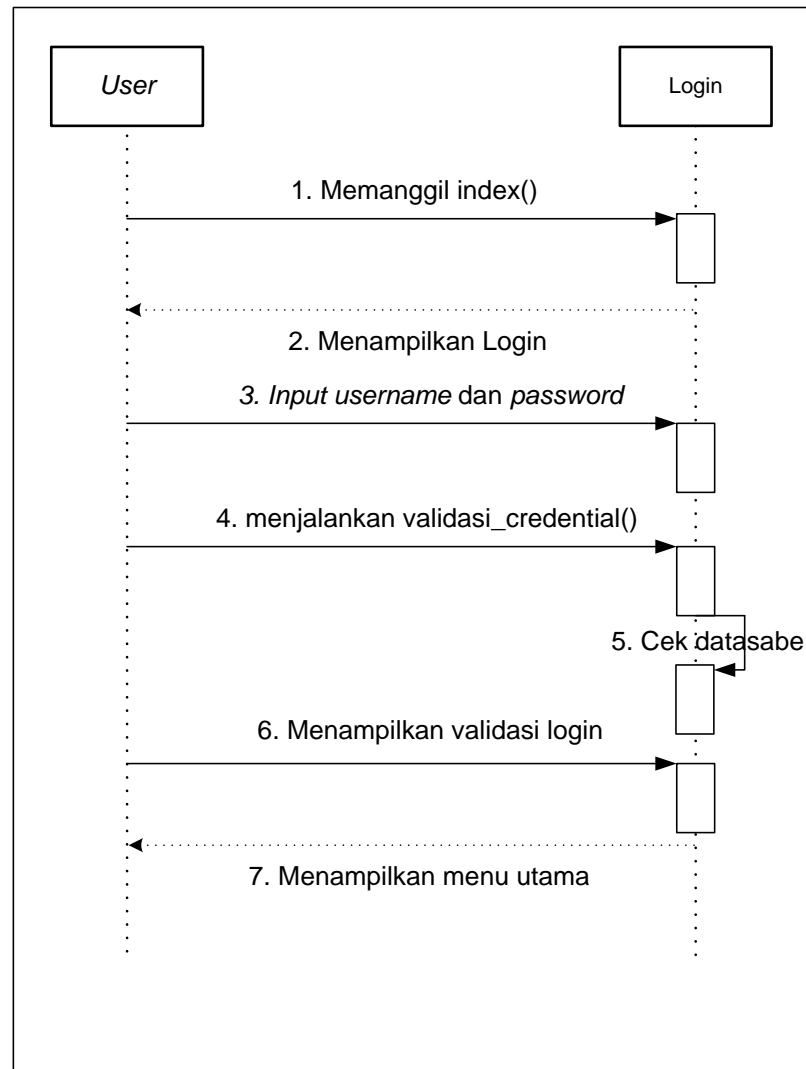 User
Login
1. Memanggil index()
2. Menampilkan Login
3. Input username dan password
4. menjalankan validasi_credential()
5. Cek datasabe
6. Menampilkan validasi login
7. Menampilkan menu utama